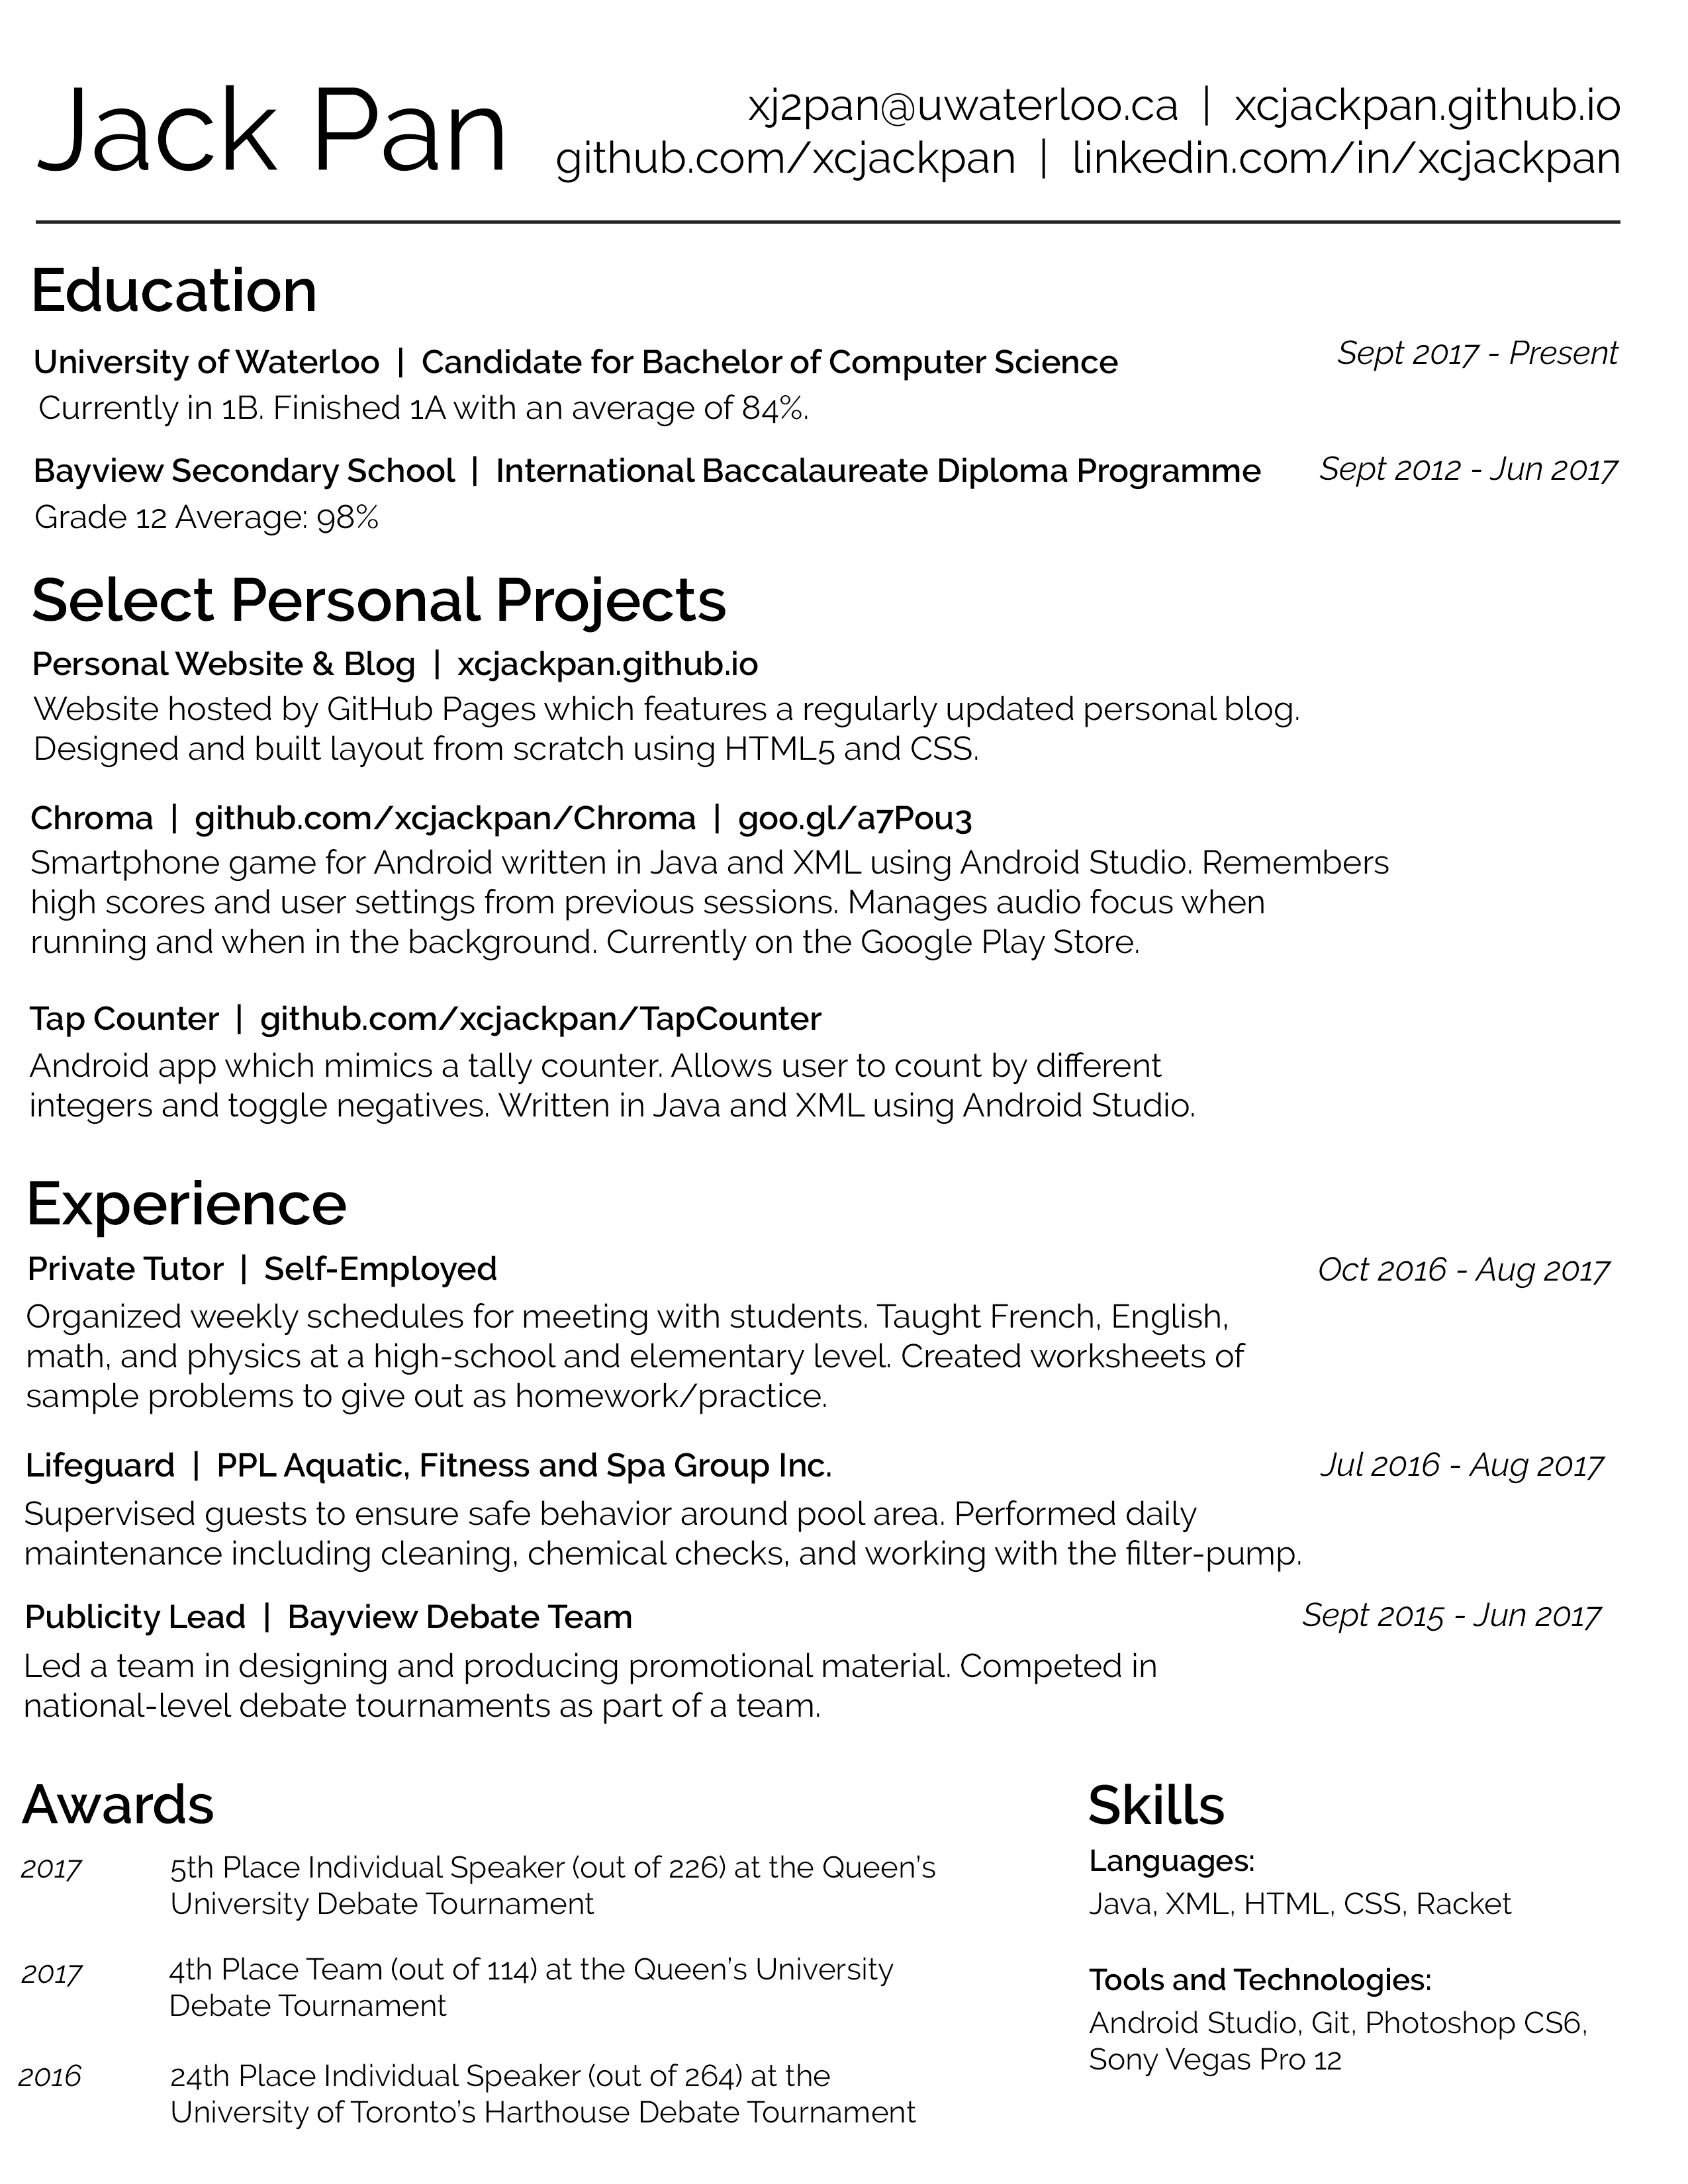 Jack Pan
xj2pan@uwaterloo.ca | xcjackpan.github.io
github.com/xcjackpan | linkedin.com/in/xcjackpan
Education
University of Waterloo | Candidate for Bachelor of Computer Science Sept 2017 - Present
Currently in 1B. Finished 1A with an average of 84%.
Bayview Secondary School | International Baccalaureate Diploma Programme Sept 2012 - Jun 2017
Grade 12 Average: 98%
Select Personal Projects
Personal Website & Blog | xcjackpan.github.io
Website hosted by GitHub Pages which features a regularly updated personal blog.
Designed and built layout from scratch using HTML5 and CSS.
Chroma | github.com/xcjackpan/Chroma | goo.gl/a7Pou3
Smartphone game for Android written in Java and XML using Android Studio. Remembers
high scores and user settings from previous sessions. Manages audio focus when
running and when in the background. Currently on the Google Play Store.
Tap Counter | github.com/xcjackpan/TapCounter
Android app which mimics a tally counter. Allows user to count by different
integers and toggle negatives. Written in Java and XML using Android Studio.
Experience
Private Tutor | Self-Employed Oct 2016 - Aug 2017
Organized weekly schedules for meeting with students. Taught French, English,
math, and physics at a high-school and elementary level. Created worksheets of
sample problems to give out as homework/practice.
Lifeguard | PPL Aquatic, Fitness and Spa Group Inc. Jul 2016 - Aug 2017
Supervised guests to ensure safe behavior around pool area. Performed daily
maintenance including cleaning, chemical checks, and working with the filter-pump.
Publicity Lead | Bayview Debate Team Sept 2015 - Jun 2017
Led a team in designing and producing promotional material. Competed in
national-level debate tournaments as part of a team.
Awards
2017 5th Place Individual Speaker (out of 226) at the Queen's
University Debate Tournament
2017 4th Place Team (out of 114) at the Queen's University
Debate Tournament
2016 24th Place Individual Speaker (out of 264) at the
University of Toronto's Harthouse Debate Tournament
Skills
Languages:
Java, XML, HTML, CSS, Racket
Tools and Technologies:
Android Studio, Git, Photoshop CS6,
Sony Vegas Pro 12